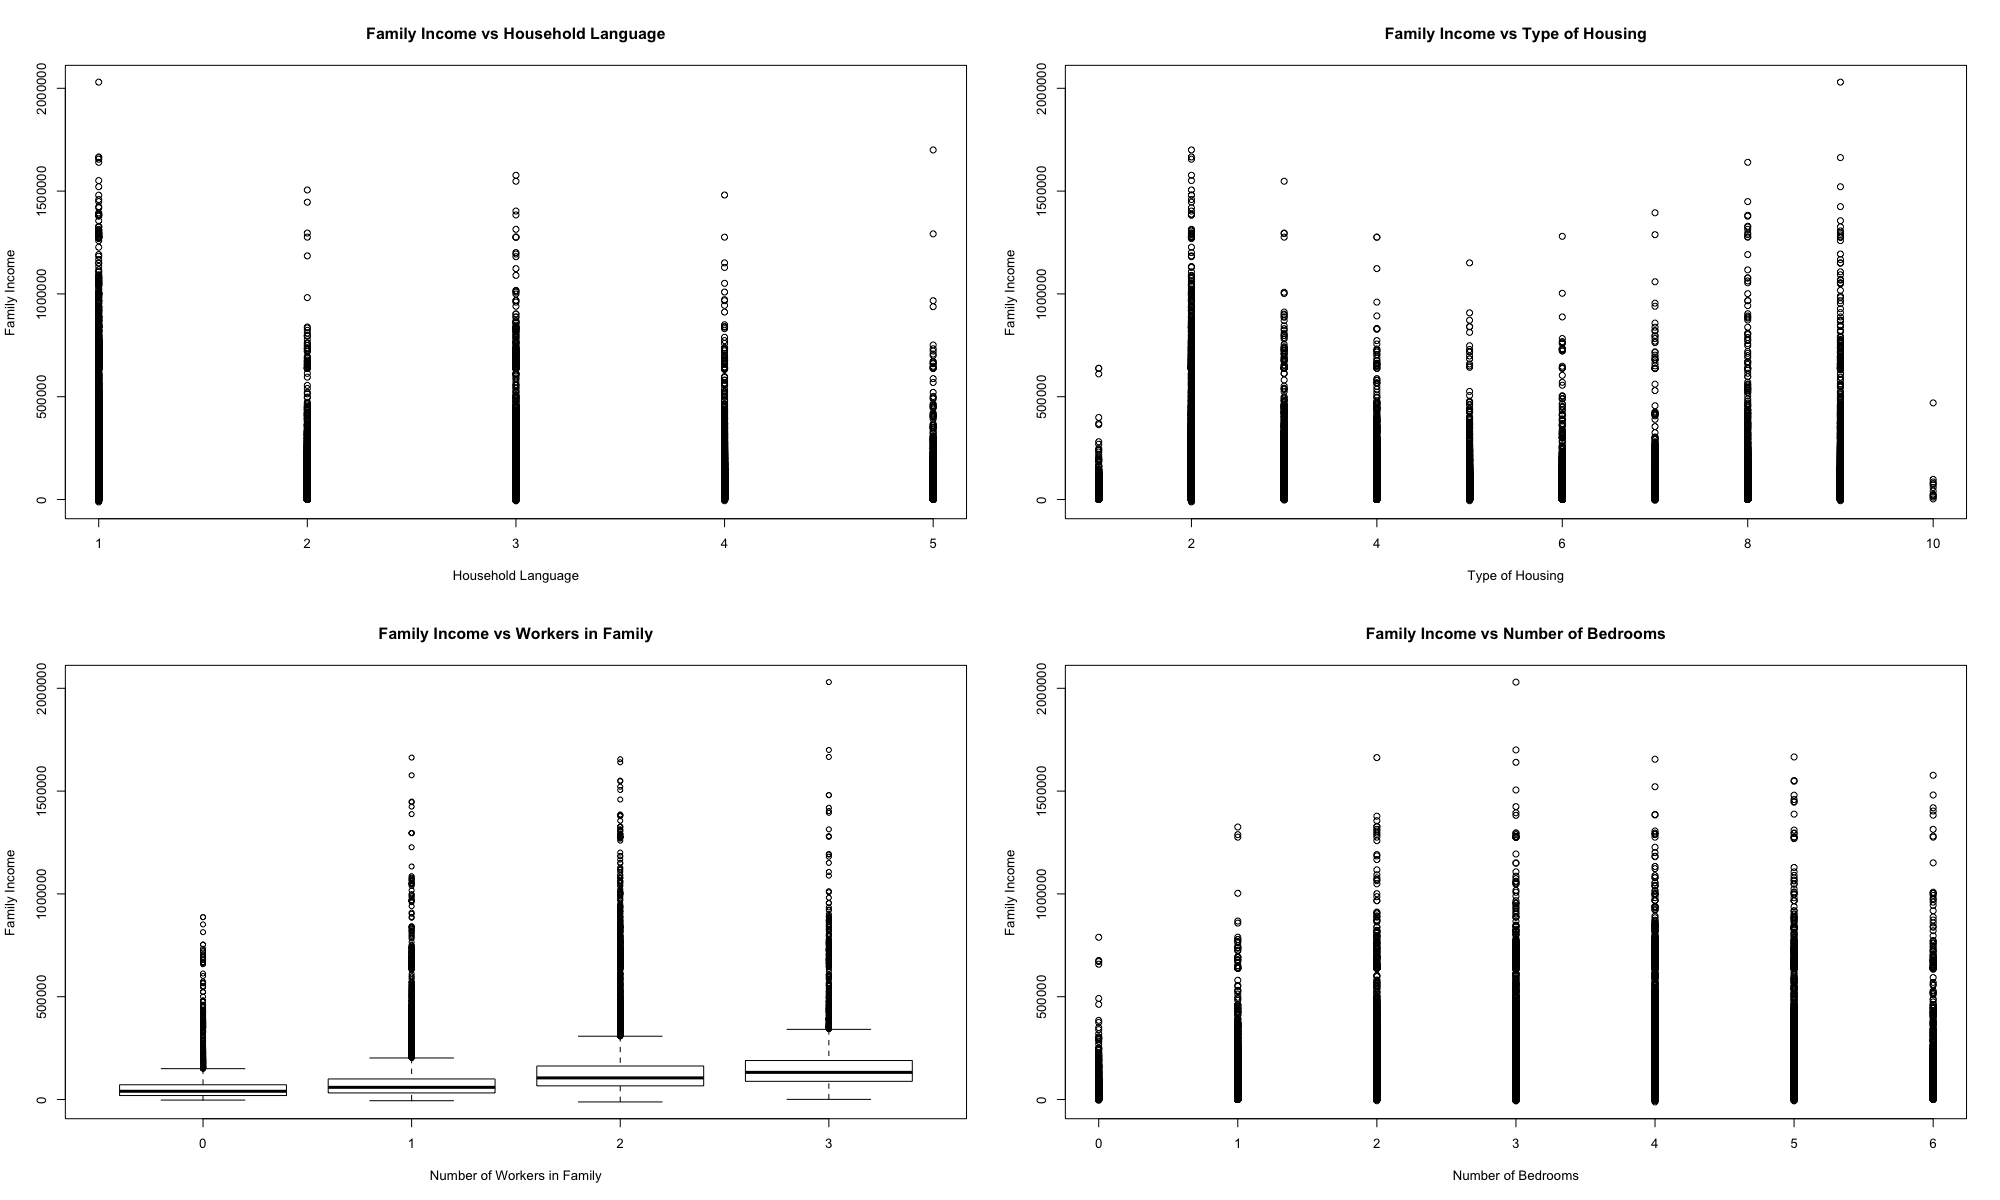 Family Income vs Household Language
Family Income
0
500000
1000000
1500000
2000000
1 2 3 4 5
Household Language
Family Income vs Type of Housing
Family Income
0
500000
1000000
1500000
2000000
2 4 6 8 10
Type of Housing
Family Income vs Workers in Family
Family Income
0
500000
1000000
1500000
2000000
0 1 2 3
Number of Workers in Family
Family Income vs Number of Bedrooms
Family Income
0
500000
1000000
1500000
2000000
0 1 2 3 4 5 6
Number of Bedrooms